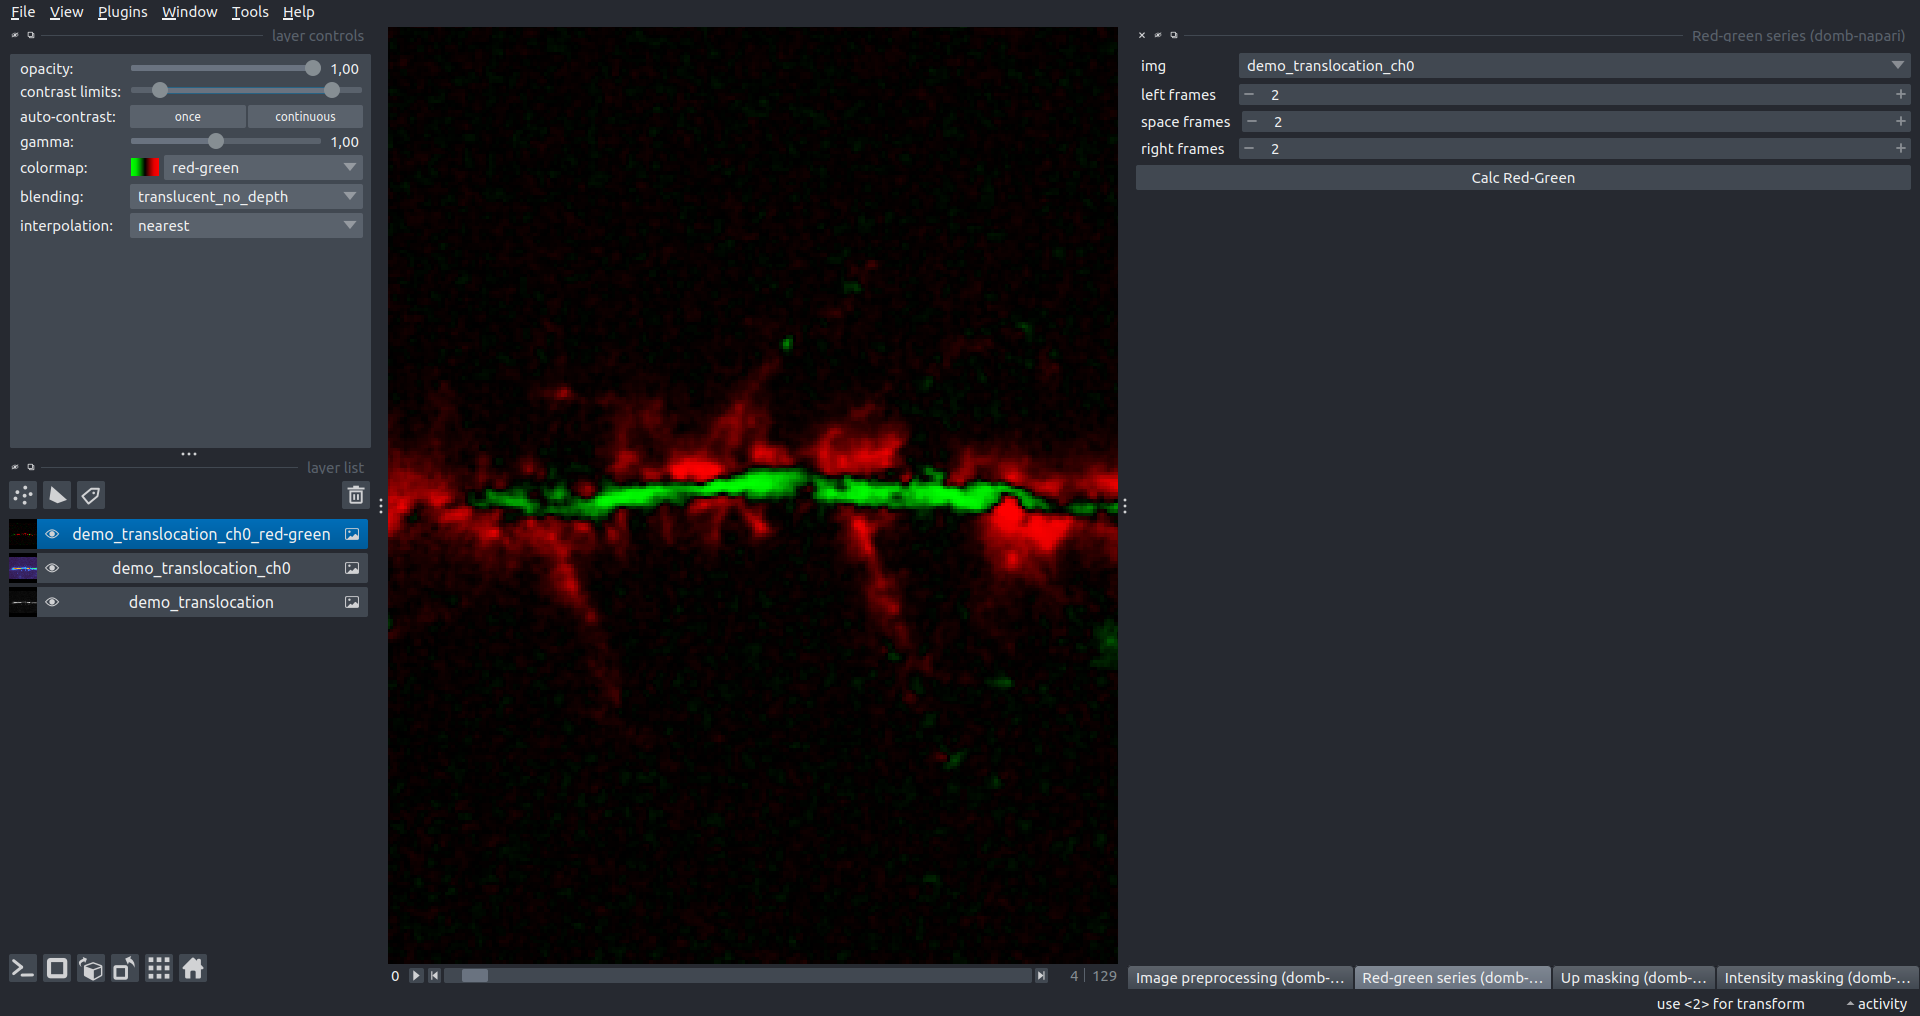 File View Plugins Window Tools Help
layer controls
opacity: 1,00
contrast limits:
auto-contrast: once continuous
gamma: 1,00
colormap: red-green
blending: translucent_no_depth
interpolation: nearest
layer list
demo_translocation_ch0_red-green
demo_translocation_ch0
demo_translocation
0 4 129
Red-green series (domb-napari)
img demo_translocation_ch0
left frames 2
space frames 2
right frames 2
Calc Red-Green
Image preprocessing (domb-... Red-green series (domb-... Up masking (domb-... Intensity masking (domb-...
use <2> for transform activity